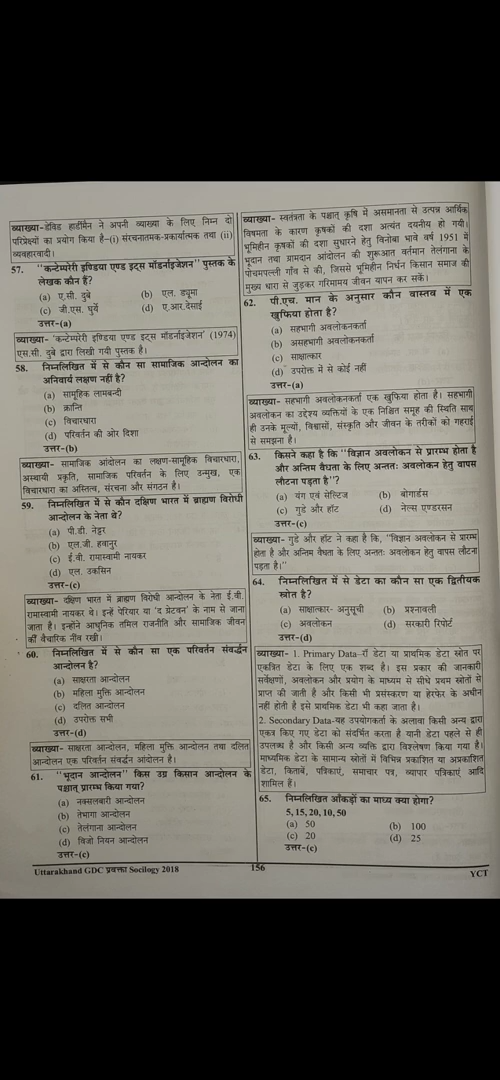 व्याख्या-डेविड हार्डीमैन ने अपनी व्याख्या के लिए निम्न दो
परिप्रेक्ष्यों का प्रयोग किया है–(i) संरचनातमक-प्रकार्यात्मक तथा (ii)
व्यवहारवादी।
57. ''कन्टेम्परेरी इण्डिया एण्ड इट्स मॉडर्नाइजेशन'' पुस्तक के
लेखक कौन हैं?
(a) ए.सी. दुबे (b) एल. ड्यूमा
(c) जी.एस. घुर्ये (d) ए.आर.देसाई
उत्तर-(a)
व्याख्या- 'कन्टेम्परेरी इण्डिया एण्ड इट्स मॉडर्नाइजेशन' (1974)
एस.सी. दुबे द्वारा लिखी गयी पुस्तक है।
58. निम्नलिखित में से कौन सा सामाजिक आन्दोलन का
अनिवार्य लक्षण नहीं है?
(a) सामूहिक लामबन्दी
(b) क्रान्ति
(c) विचारधारा
(d) परिवर्तन की ओर दिशा
उत्तर-(b)
व्याख्या- सामाजिक आंदोलन का लक्षण-सामूहिक विचारधारा,
अस्थायी प्रकृति, सामाजिक परिवर्तन के लिए उन्मुख, एक
विचारधारा का अस्तित्व, संरचना और संगठन है।
59. निम्नलिखित में से कौन दक्षिण भारत में ब्राह्मण विरोधी
आन्दोलन के नेता थे?
(a) पी.डी. नेट्टर
(b) एल.जी. हवानुर
(c) ई.वी. रामास्वामी नायकर
(d) एल. उकसिन
उत्तर-(c)
व्याख्या- दक्षिण भारत में ब्राह्मण विरोधी आन्दोलन के नेता ई.वी.
रामास्वामी नायकर थे। इन्हें पेरियार या 'द ग्रेटवन' के नाम से जाना
जाता है। इन्होंने आधुनिक तमिल राजनीति और सामाजिक जीवन
की वैचारिक नींव रखी।
60. निम्नलिखित में से कौन सा एक परिवर्तन संवर्द्धन
आन्दोलन है?
(a) साक्षरता आन्दोलन
(b) महिला मुक्ति आन्दोलन
(c) दलित आन्दोलन
(d) उपरोक्त सभी
उत्तर-(d)
व्याख्या- साक्षरता आन्दोलन, महिला मुक्ति आन्दोलन तथा दलित
आन्दोलन एक परिवर्तन संवर्द्धन आंदोलन है।
61. ''भूदान आन्दोलन'' किस उग्र किसान आन्दोलन के
पश्चात् प्रारम्भ किया गया?
(a) नक्सलबारी आन्दोलन
(b) तेभागा आन्दोलन
(c) तेलंगाना आन्दोलन
(d) विजो नियन आन्दोलन
उत्तर-(c)
व्याख्या- स्वतंत्रता के पश्चात् कृषि में असमानता से उत्पन्न आर्थिक
विषमता के कारण कृषकों की दशा अत्यंत दयनीय हो गयी।
भूमिहीन कृषकों की दशा सुधारने हेतु विनोबा भावे वर्ष 1951 में
भूदान तथा ग्रामदान आंदोलन की शुरूआत वर्तमान तेलंगाना के
पोचमपल्ली गाँव से की, जिससे भूमिहीन निर्धन किसान समाज की
मुख्य धारा से जुड़कर गरिमामय जीवन यापन कर सकें।
62. पी.एच. मान के अनुसार कौन वास्तव में एक
खुफिया होता है?
(a) सहभागी अवलोकनकर्ता
(b) असहभागी अवलोकनकर्ता
(c) साक्षात्कार
(d) उपरोक्त में से कोई नहीं
उत्तर-(a)
व्याख्या- सहभागी अवलोकनकर्ता एक खुफिया होता है। सहभागी
अवलोकन का उद्देश्य व्यक्तियों के एक निश्चित समूह की स्थिति साथ
ही उनके मूल्यों, विश्वासों, संस्कृति और जीवन के तरीकों को गहराई
से समझना है।
63. किसने कहा है कि ''विज्ञान अवलोकन से प्रारम्भ होता है
और अन्तिम वैधता के लिए अन्ततः अवलोकन हेतु वापस
लौटना पड़ता है''?
(a) यंग एवं सेल्टिज (b) बोगार्डस
(c) गुडे और हॉट (d) नेल्स एण्डरसन
उत्तर-(c)
व्याख्या- गुडे और हॉट ने कहा है कि, ''विज्ञान अवलोकन से प्रारम्भ
होता है और अन्तिम वैधता के लिए अन्ततः अवलोकन हेतु वापस लौटना
पड़ता है।''
64. निम्नलिखित में से डेटा का कौन सा एक द्वितीयक
स्रोत है?
(a) साक्षात्कार- अनुसूची (b) प्रश्नावली
(c) अवलोकन (d) सरकारी रिपोर्ट
उत्तर-(d)
व्याख्या- 1. Primary Data–रॉ डेटा या प्राथमिक डेटा स्रोत पर
एकत्रित डेटा के लिए एक शब्द है। इस प्रकार की जानकारी
सर्वेक्षणों, अवलोकन और प्रयोग के माध्यम से सीधे प्रथम स्रोतों से
प्राप्त की जाती है और किसी भी प्रसंस्करण या हेरफेर के अधीन
नहीं होती है इसे प्राथमिक डेटा भी कहा जाता है।
2. Secondary Data-यह उपयोगकर्ता के अलावा किसी अन्य द्वारा
एकत्र किए गए डेटा को संदर्भित करता है यानी डेटा पहले से ही
उपलब्ध है और किसी अन्य व्यक्ति द्वारा विश्लेषण किया गया है।
माध्यमिक डेटा के सामान्य स्रोतों में विभिन्न प्रकाशित या अप्रकाशित
डेटा, किताबें, पत्रिकाएं, समाचार पत्र, व्यापार पत्रिकाएं आदि
शामिल हैं।
65. निम्नलिखित आँकड़ों का माध्य क्या होगा?
5, 15, 20, 10, 50
(a) 50 (b) 100
(c) 20 (d) 25
उत्तर-(c)
Uttarakhand GDC प्रवक्ता Socilogy 2018 156 YCT